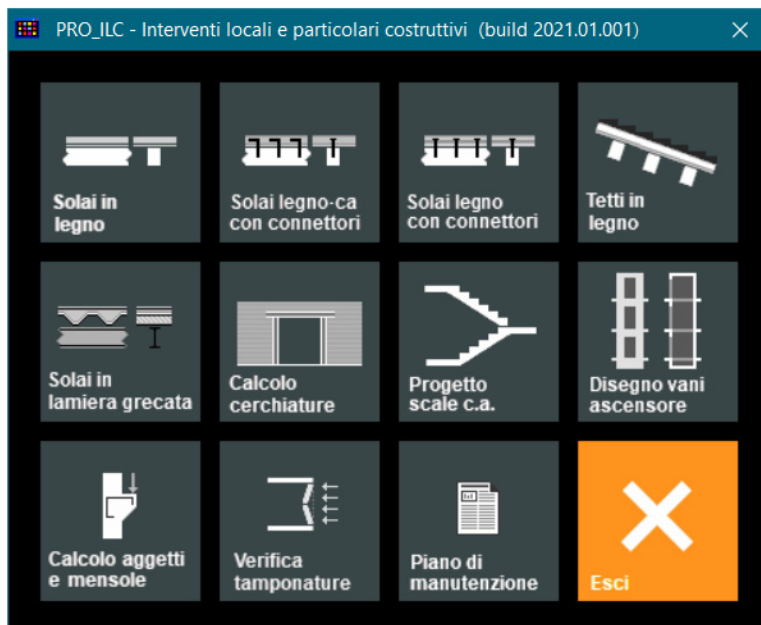 PRO_ILC - Interventi locali e particolari costruttivi (build 2021.01.001)
Solai in
legno
Solai legno-ca
con connettori
Solai legno
con connettori
Tetti in
legno
Solai in
lamiera grecata
Calcolo
cerchiature
Progetto
scale c.a.
Disegno vani
ascensore
Calcolo aggetti
e mensole
Verifica
tamponature
Piano di
manutenzione
Esci